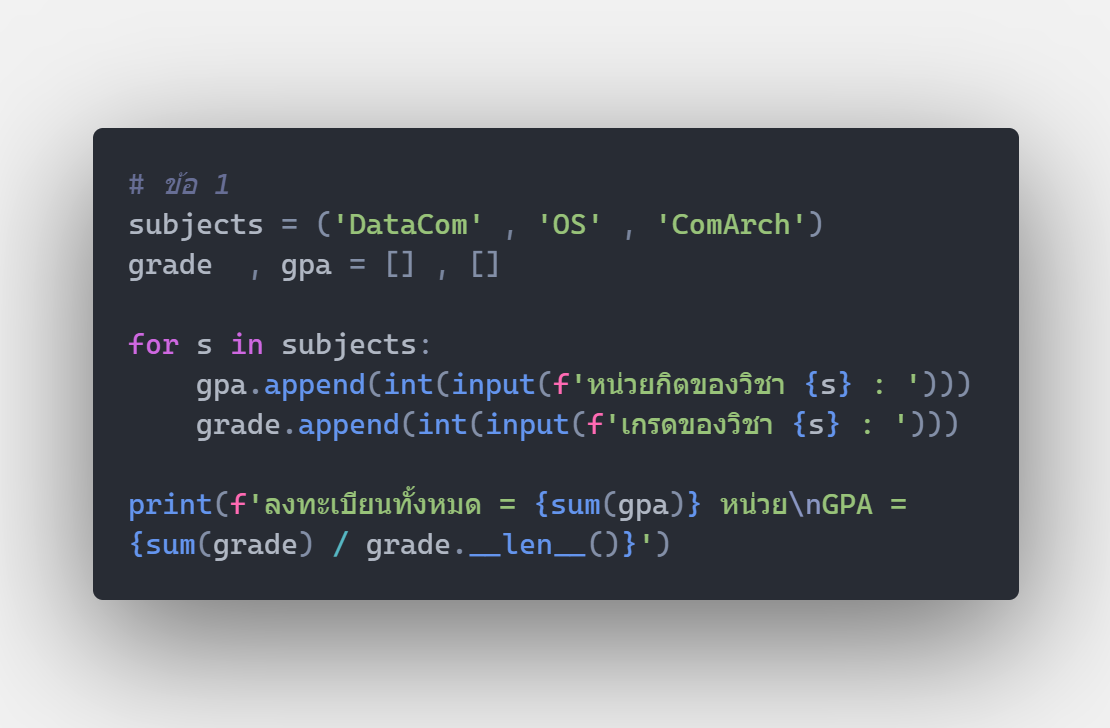 # ข้อ 1
subjects = ('DataCom' , 'OS' , 'ComArch')
grade  , gpa = [] , []
for s in subjects:
    gpa.append(int(input(f'หน่วยกิตของวิชา {s} : ')))
    grade.append(int(input(f'เกรดของวิชา {s} : ')))
print(f'ลงทะเบียนทั้งหมด = {sum(gpa)} หน่วย\nGPA =
{sum(grade) / grade.__len__()}')